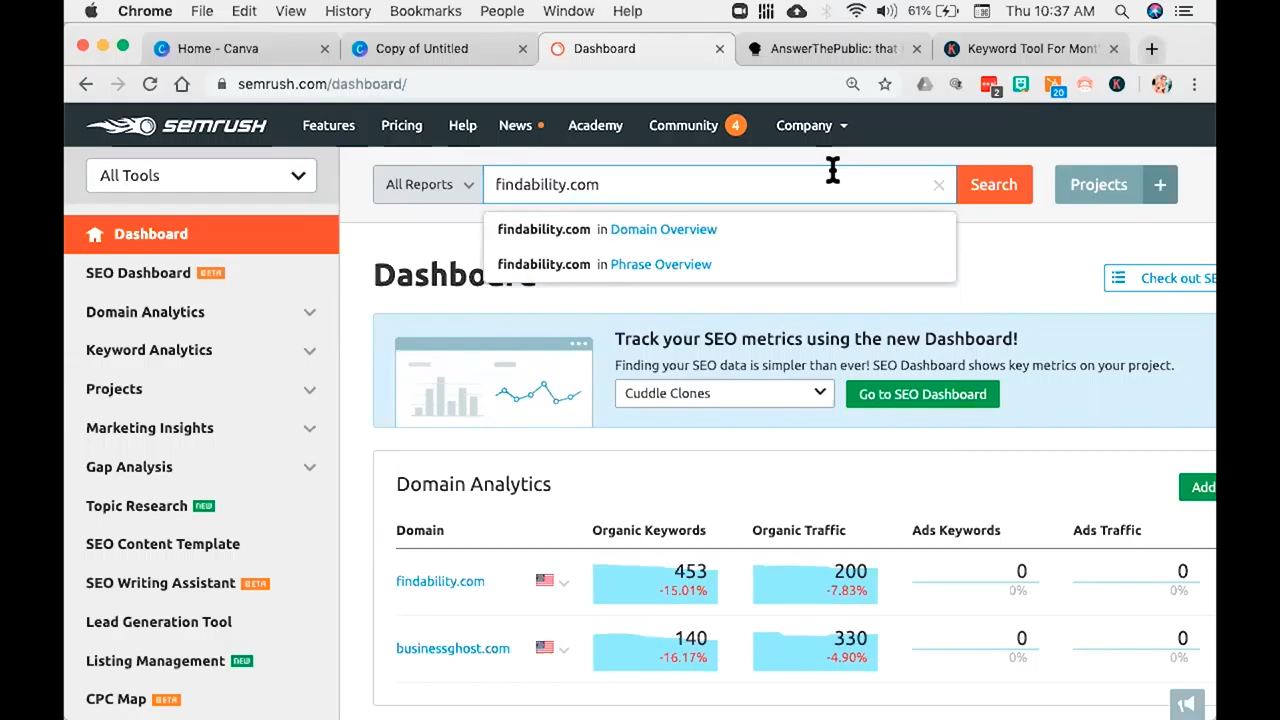 Chrome File Edit View History Bookmarks People Window Help 61% Thu 10:37 AM
Home - Canva Copy of Untitled Dashboard AnswerThePublic: that Keyword Tool For Mont
semrush.com/dashboard/ 2 20 K
SEMRUSH Features Pricing Help News Academy Community 4 Company
All Tools
All Reports findability.com Search Projects +
findability.com in Domain Overview
findability.com in Phrase Overview
Dashboard
SEO Dashboard BETA
Domain Analytics
Keyword Analytics
Projects
Marketing Insights
Gap Analysis
Topic Research NEW
SEO Content Template
SEO Writing Assistant BETA
Lead Generation Tool
Listing Management NEW
CPC Map BETA
Check out SE
Track your SEO metrics using the new Dashboard!
Finding your SEO data is simpler than ever! SEO Dashboard shows key metrics on your project.
Cuddle Clones Go to SEO Dashboard
Domain Analytics Add
Domain Organic Keywords Organic Traffic Ads Keywords Ads Traffic
findability.com 453 200 0 0
-15.01% -7.83% 0% 0%
businessghost.com 140 330 0 0
-16.17% -4.90% 0% 0%